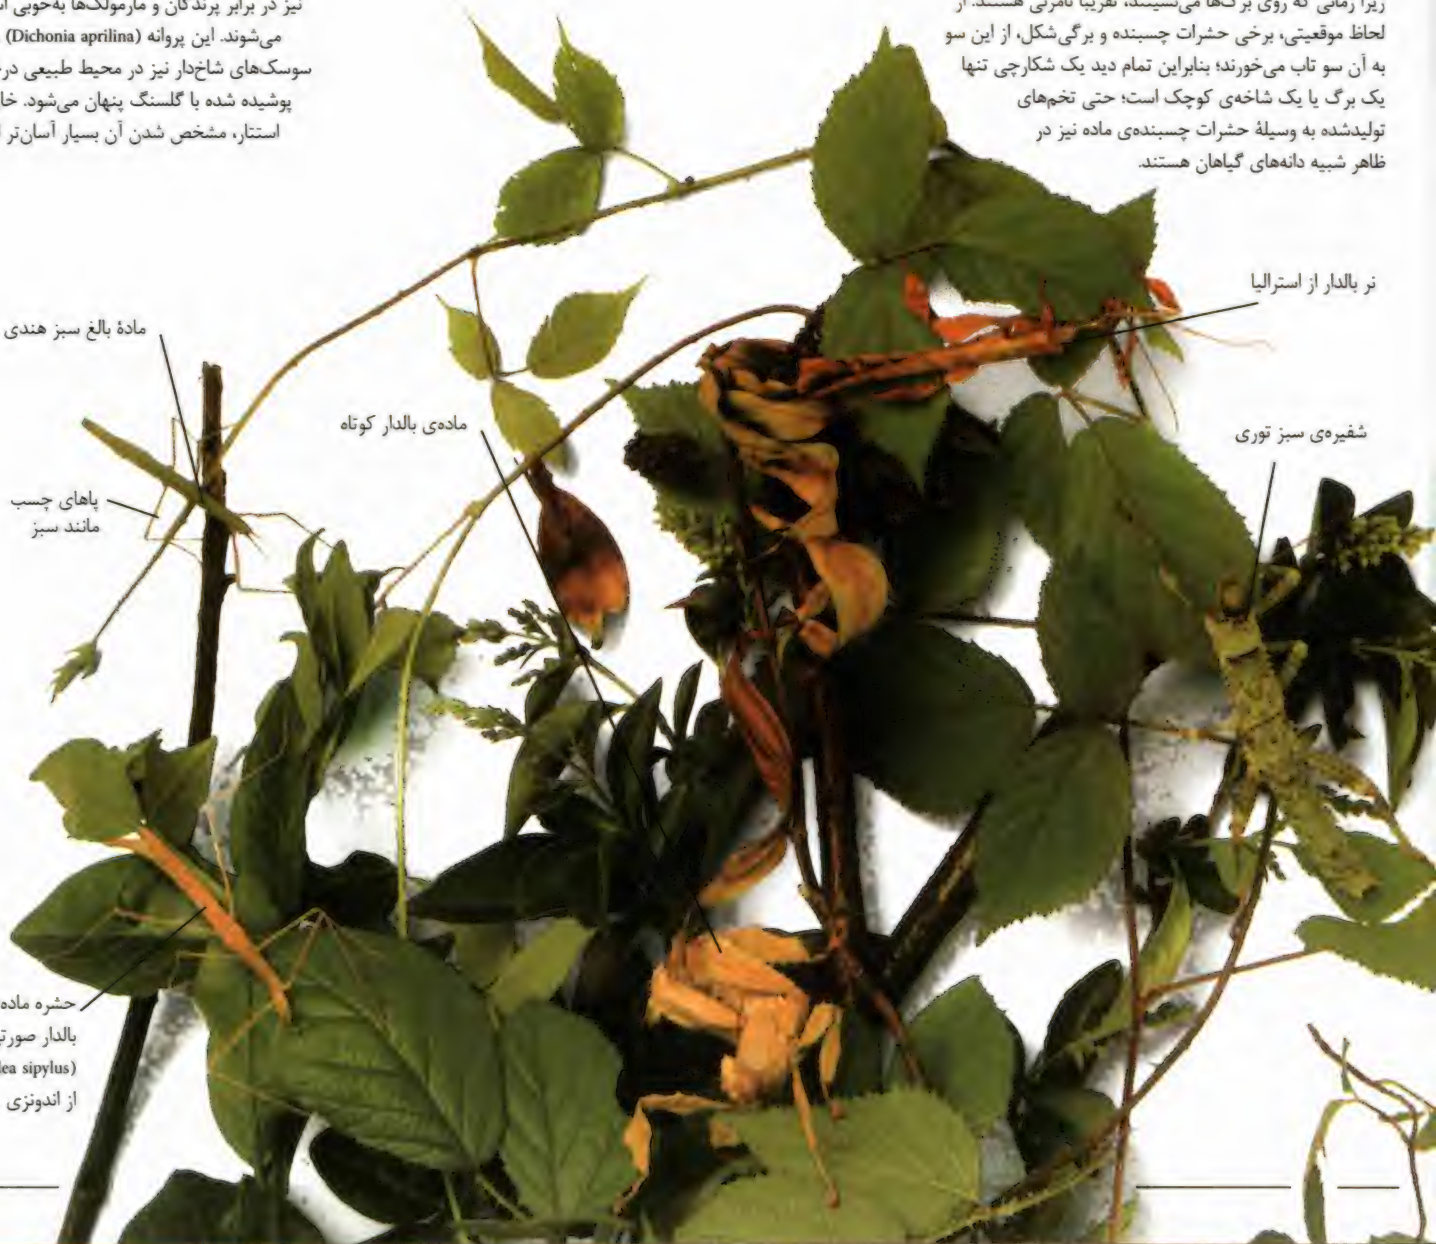 زیرا زمانی که روی برگ‌ها می‌نشینند، تقریبا نامرئی هستند. از
لحاظ موقعیتی، برخی حشرات چسبنده و برگی‌شکل، از این سو
به آن سو تاب می‌خورند؛ بنابراین تمام دید یک شکارچی تنها
یک برگ یا یک شاخه‌ی کوچک است؛ حتی تخم‌های
تولیدشده به وسیلۀ حشرات چسبنده‌ی ماده نیز در
ظاهر شبیه دانه‌های گیاهان هستند.
نیز در برابر پرندگان و مارمولک‌ها به‌خوبی
می‌شوند. این پروانه (Dichonia aprilina)
سوسک‌های شاخ‌دار نیز در محیط طبیعی
پوشیده شده با گلسنگ پنهان می‌شود.
استتار، مشخص شدن آن بسیار آسان‌تر
نر بالدار از استرالیا
مادۀ بالغ سبز هندی
ماده‌ی بالدار کوتاه
شفیره‌ی سبز توری
پاهای چسب
مانند سبز
حشره ماده
بالدار
sipylus)
از اندونزی